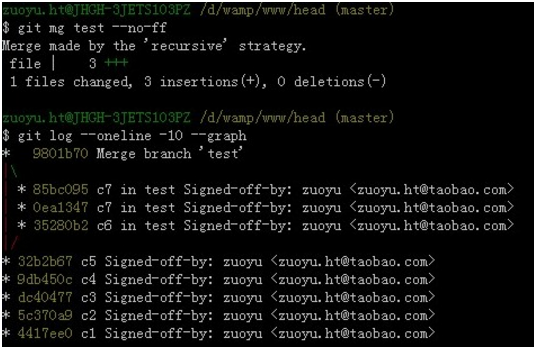 zuoyu.ht@JHGH-3JETS103PZ /d/wamp/www/head (master)
$ git mg test --no-ff
Merge made by the 'recursive' strategy.
 file |    3 +++
 1 files changed, 3 insertions(+), 0 deletions(-)
zuoyu.ht@JHGH-3JETS103PZ /d/wamp/www/head (master)
$ git log --oneline -10 --graph
*   9801b70 Merge branch 'test'
|\
| * 85bc095 c7 in test Signed-off-by: zuoyu <zuoyu.ht@taobao.com>
| * 0ea1347 c7 in test Signed-off-by: zuoyu <zuoyu.ht@taobao.com>
| * 35280b2 c6 in test Signed-off-by: zuoyu <zuoyu.ht@taobao.com>
|/
* 32b2b67 c5 Signed-off-by: zuoyu <zuoyu.ht@taobao.com>
* 9db450c c4 Signed-off-by: zuoyu <zuoyu.ht@taobao.com>
* dc40477 c3 Signed-off-by: zuoyu <zuoyu.ht@taobao.com>
* 5c370a9 c2 Signed-off-by: zuoyu <zuoyu.ht@taobao.com>
* 4417ee0 c1 Signed-off-by: zuoyu <zuoyu.ht@taobao.com>